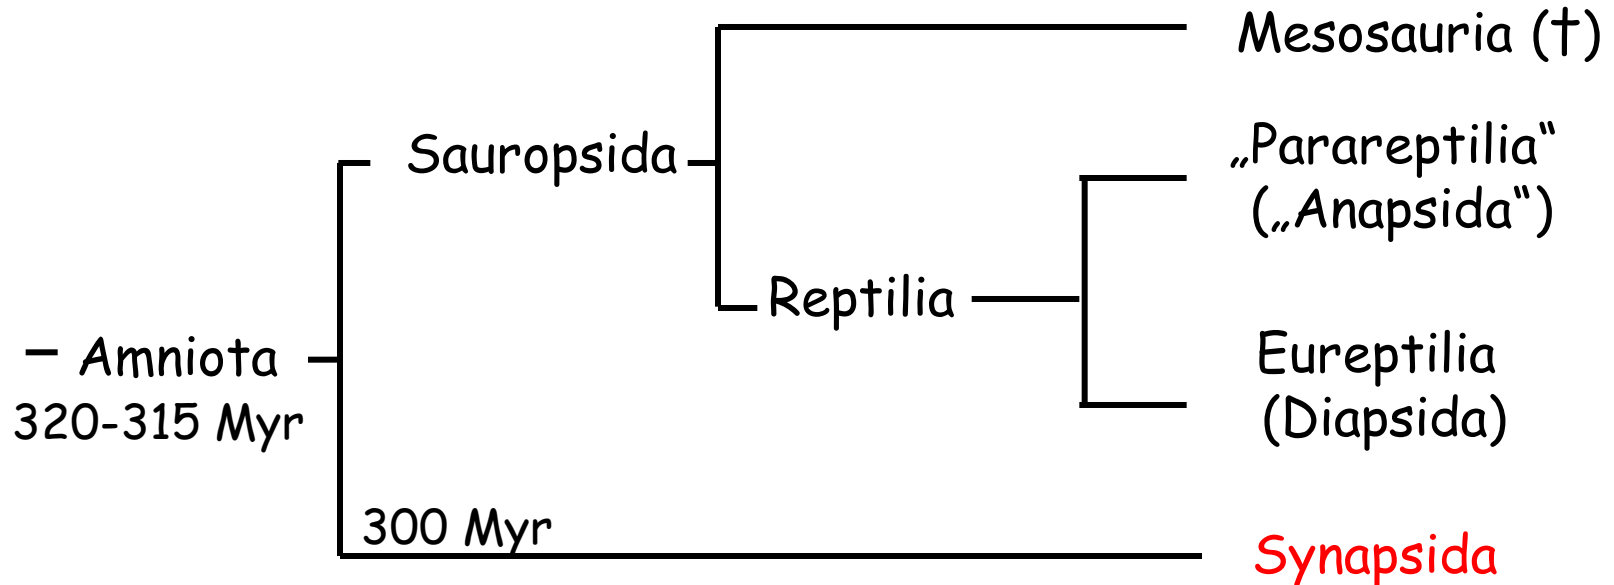 Mesosauria (†)
„Parareptilia“
(„Anapsida“)
Sauropsida
Reptilia
Eureptilia
(Diapsida)
– Amniota
320-315 Myr
300 Myr
Synapsida